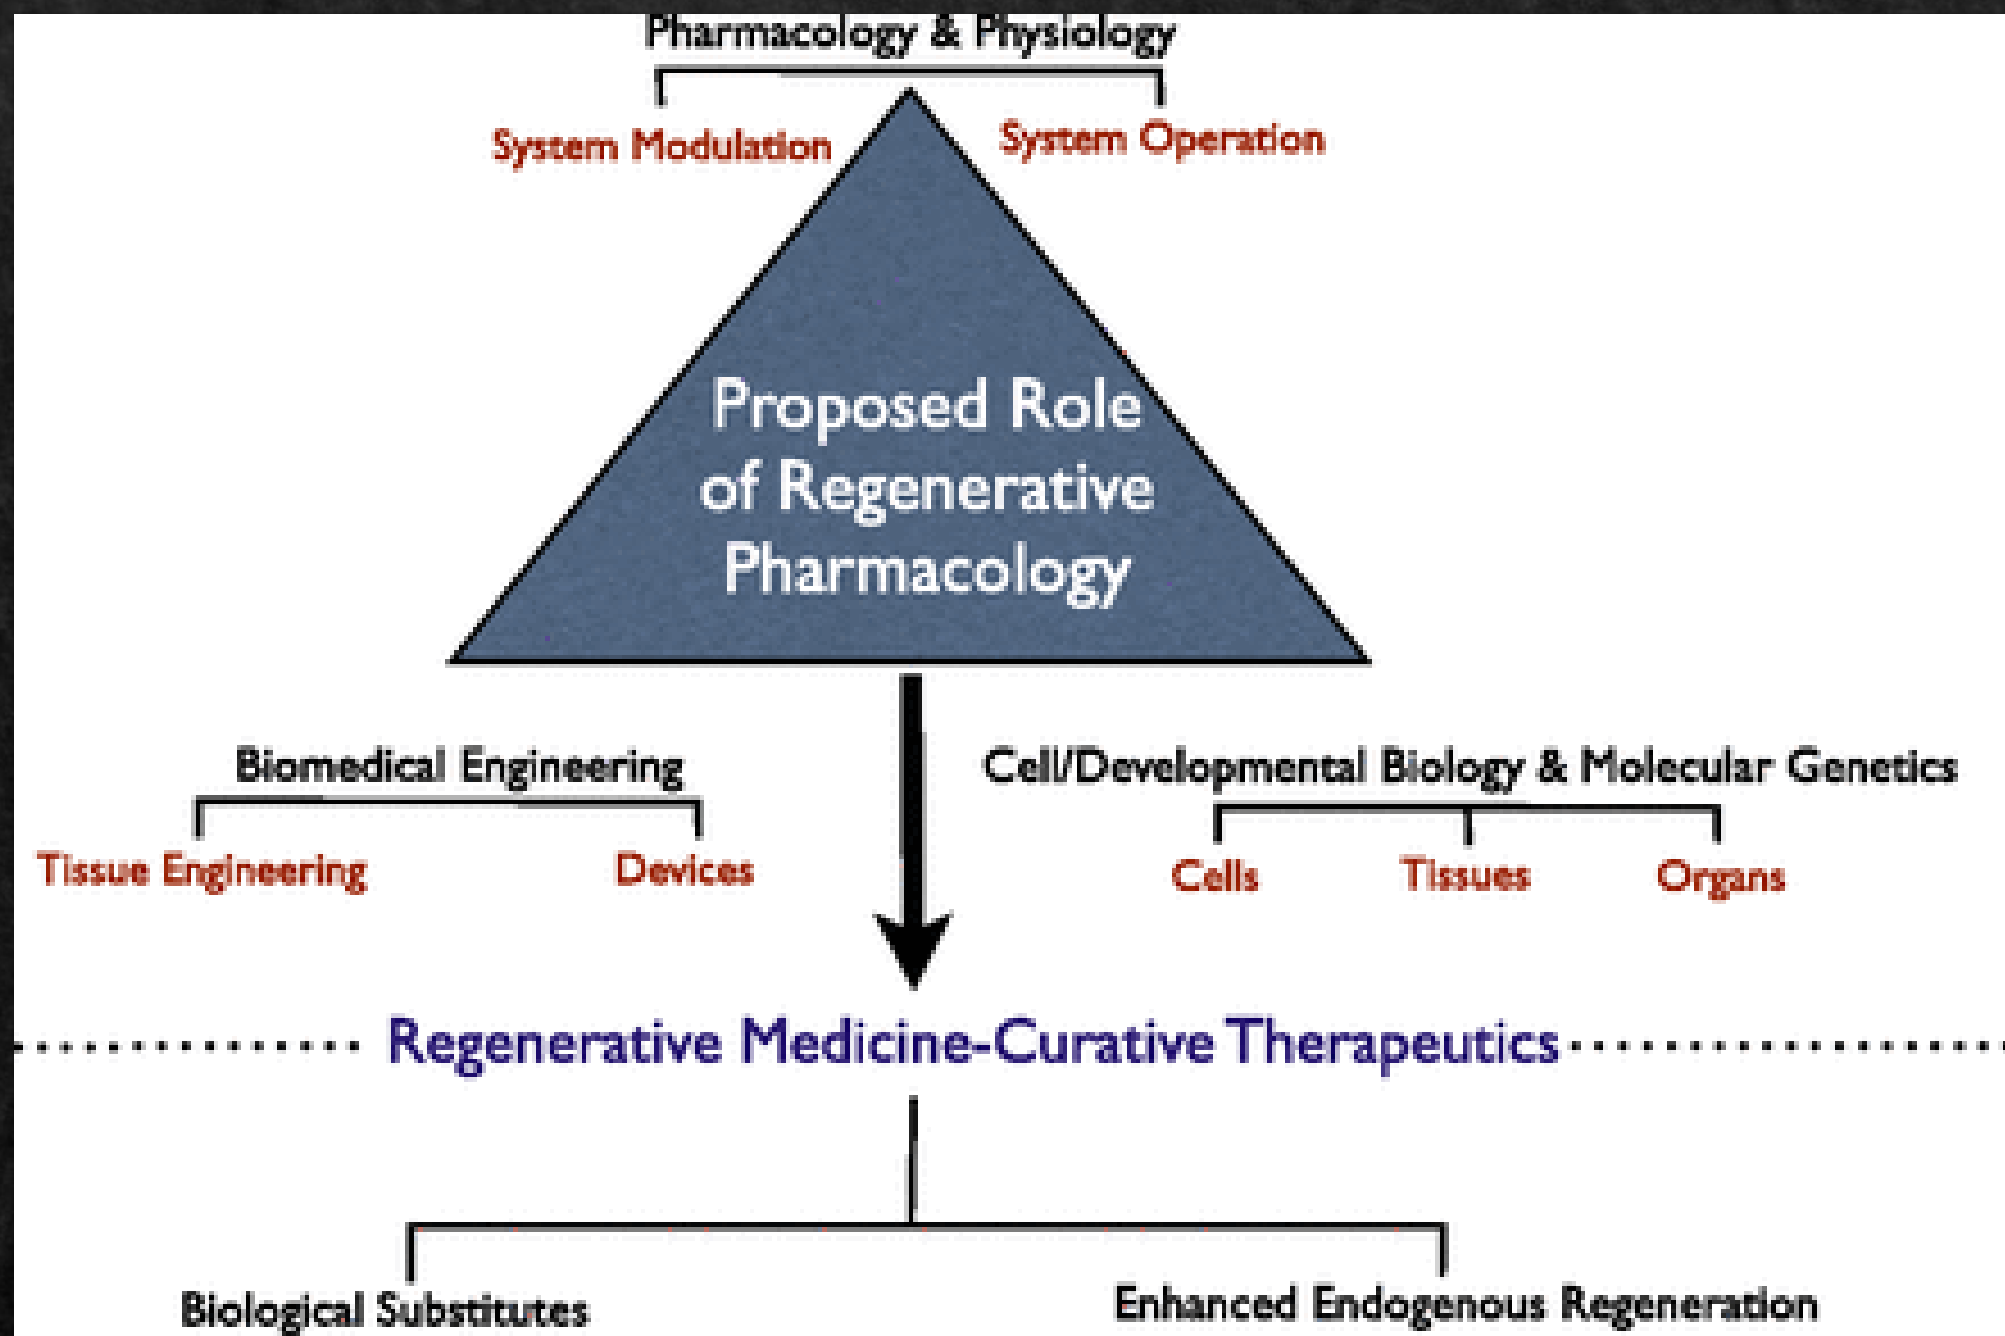 Pharmacology & Physiology
System Modulation
System Operation
Proposed Role
of Regenerative
Pharmacology
Biomedical Engineering
Tissue Engineering
Devices
Cell/Developmental Biology & Molecular Genetics
Cells
Tissues
Organs
Regenerative Medicine-Curative Therapeutics
Biological Substitutes
Enhanced Endogenous Regeneration